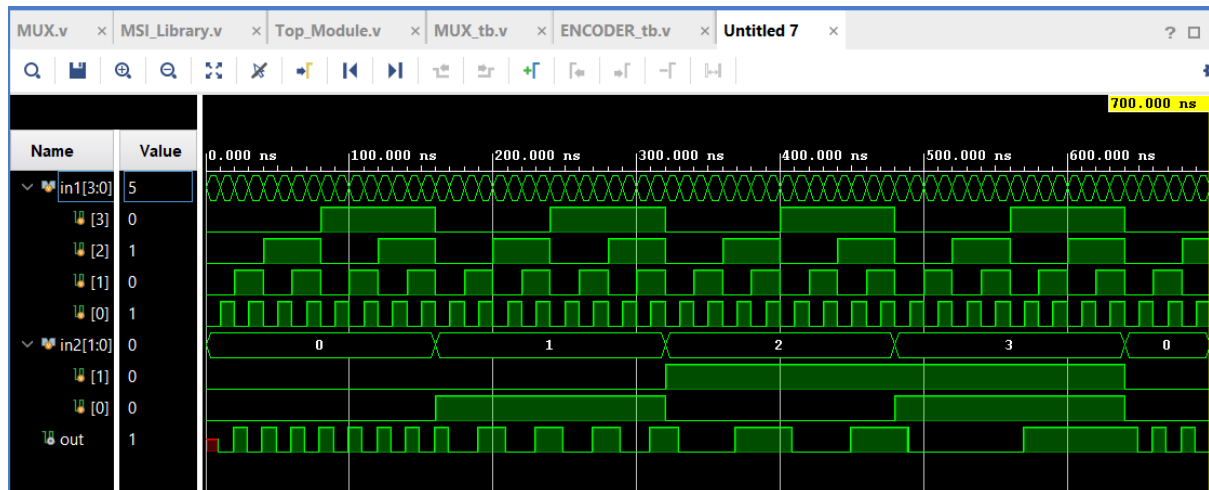 MUX.v × MSI_Library.v × Top_Module.v × MUX_tb.v × ENCODER_tb.v × Untitled 7 × ?
700.000 ns
Name Value 0.000 ns 100.000 ns 200.000 ns 300.000 ns 400.000 ns 500.000 ns 600.000 ns
in1[3:0] 5
[3] 0
[2] 1
[1] 0
[0] 1
in2[1:0] 0 0 1 2 3 0
[1] 0
[0] 0
out 1